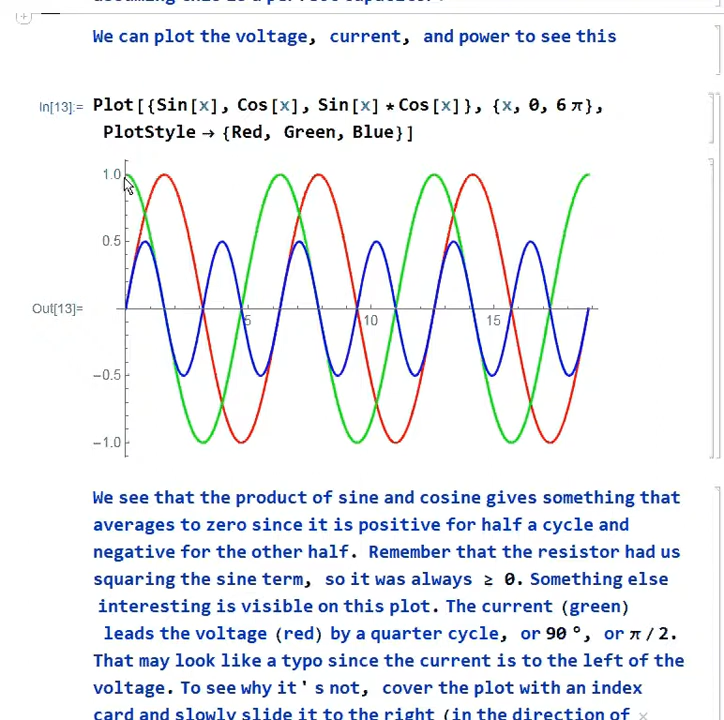 assuming this is a perfect capacitor.
We can plot the voltage, current, and power to see this
In[13]:= Plot[{Sin[x], Cos[x], Sin[x] * Cos[x]}, {x, 0, 6 π},
PlotStyle → {Red, Green, Blue}]
1.0
0.5
Out[13]=
5
10
15
-0.5
-1.0
We see that the product of sine and cosine gives something that
averages to zero since it is positive for half a cycle and
negative for the other half. Remember that the resistor had us
squaring the sine term, so it was always ≥ 0. Something else
interesting is visible on this plot. The current (green)
leads the voltage (red) by a quarter cycle, or 90 °, or π / 2.
That may look like a typo since the current is to the left of the
voltage. To see why it's not, cover the plot with an index
card and slowly slide it to the right (in the direction of